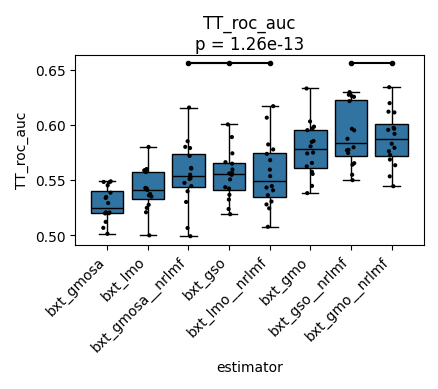 TT_roc_auc
p = 1.26e-13
TT_roc_auc
0.65
0.60
0.55
0.50
bxt_gmosa
bxt_lmo
bxt_gmosa__nrlmf
bxt_gso
bxt_lmo__nrlmf
bxt_gmo
bxt_gso__nrlmf
bxt_gmo__nrlmf
estimator